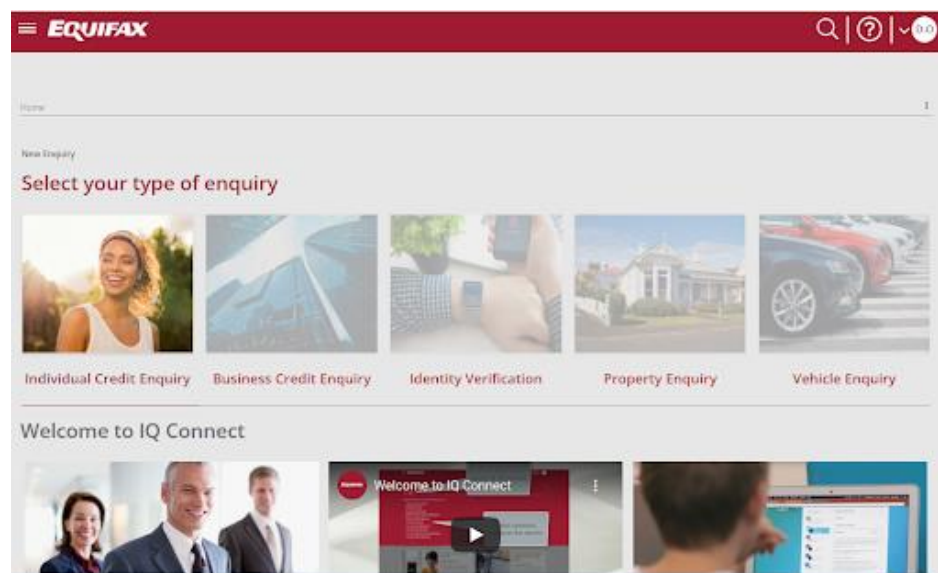 EQUIFAX
Home
New Enquiry
Select your type of enquiry
Individual Credit Enquiry
Business Credit Enquiry
Identity Verification
Property Enquiry
Vehicle Enquiry
Welcome to IQ Connect
Welcome to IQ Connect